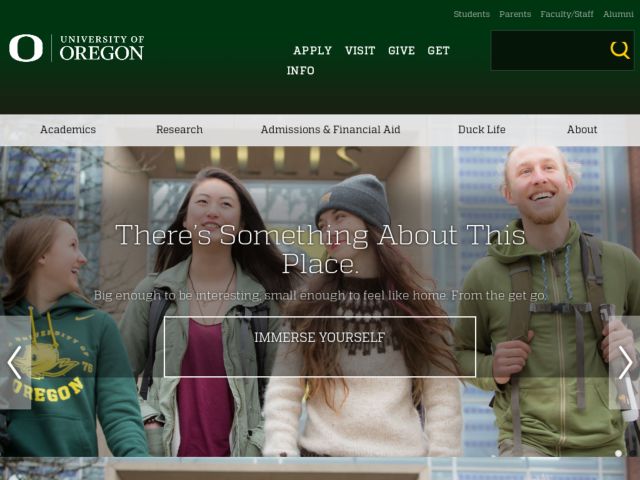 Students Parents Faculty/Staff Alumni
UNIVERSITY OF
OREGON
APPLY VISIT GIVE GET
INFO
Academics Research Admissions & Financial Aid Duck Life About
There's Something About This
Place.
Big enough to be interesting, small enough to feel like home. From the get go.
IMMERSE YOURSELF
OREGON